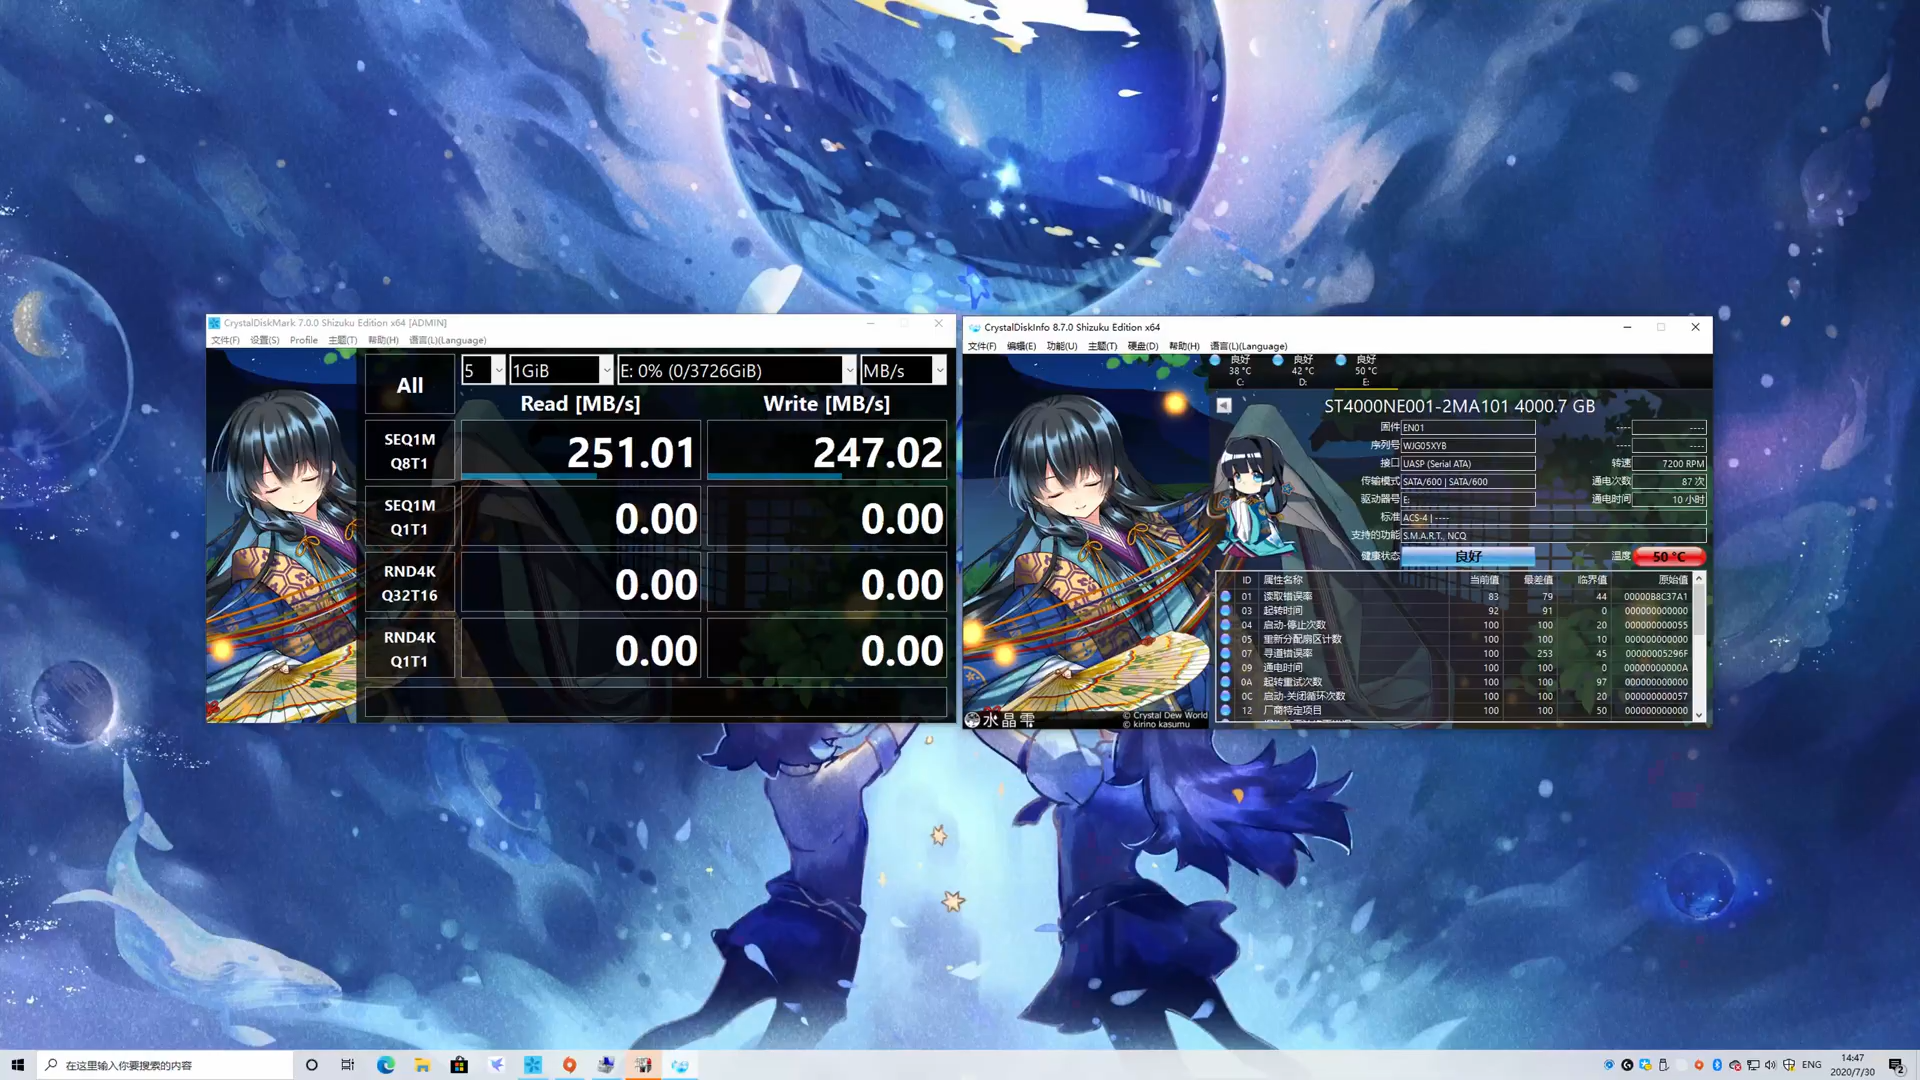 CrystalDiskMark 7.0.0 Shizuku Edition x64 [ADMIN]
文件(F) 设置(S) Profile 主题(T) 帮助(H) 语言(L)(Language)
All
5 1GiB E: 0% (0/3726GiB) MB/s
Read [MB/s] Write [MB/s]
SEQ1M
Q8T1
251.01 247.02
SEQ1M
Q1T1
0.00 0.00
RND4K
Q32T16
0.00 0.00
RND4K
Q1T1
0.00 0.00
CrystalDiskInfo 8.7.0 Shizuku Edition x64
文件(F) 编辑(E) 功能(U) 主题(T) 硬盘(D) 帮助(H) 语言(L)(Language)
良好 良好 良好
38 °C 42 °C 50 °C
C: D: E:
ST4000NE001-2MA101 4000.7 GB
固件 EN01 ---- ----
序列号 WJG05XYB ---- ----
接口 UASP (Serial ATA) 转速 7200 RPM
传输模式 SATA/600 | SATA/600 通电次数 87 次
驱动器号 E: 通电时间 10 小时
标准 ACS-4 | ----
支持的功能 S.M.A.R.T., NCQ
健康状态 良好 温度 50 °C
ID 属性名称 当前值 最差值 临界值 原始值
01 读取错误率 83 79 44 00000B8C37A1
03 起转时间 92 91 0 000000000000
04 启动-停止次数 100 100 20 000000000055
05 重新分配扇区计数 100 100 10 000000000000
07 寻道错误率 100 253 45 00000005296F
09 通电时间 100 100 0 00000000000A
0A 起转重试次数 100 100 97 000000000000
0C 启动-关闭循环次数 100 100 20 000000000057
12 厂商特定项目 100 100 50 000000000000
水晶雫
© Crystal Dew World
© kirino kasumu
在这里输入你要搜索的内容
ENG
14:47
2020/7/30
2